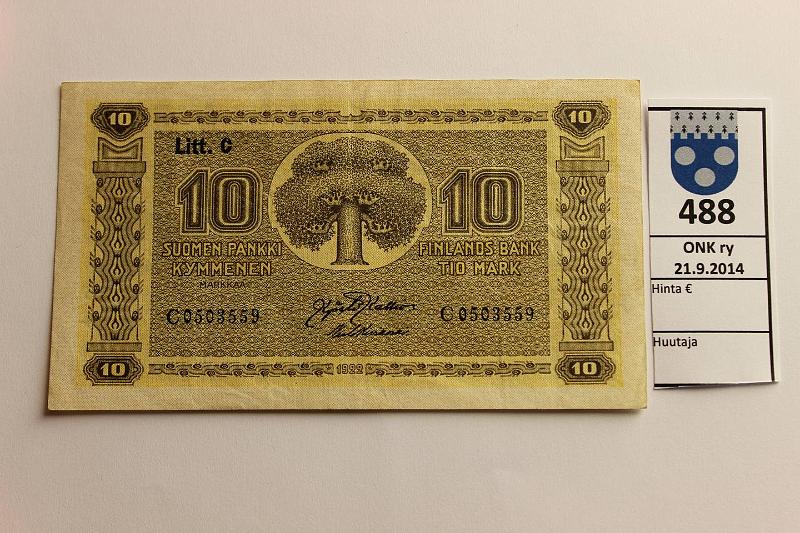 10 10
Litt. C
10 10
SUOMEN PANKKI FINLANDS BANK
KYMMENEN TIO MARK
MARKKAA
C0503559 C0503559
10 1922 10
488
ONK ry
21.9.2014
Hinta €
Huutaja